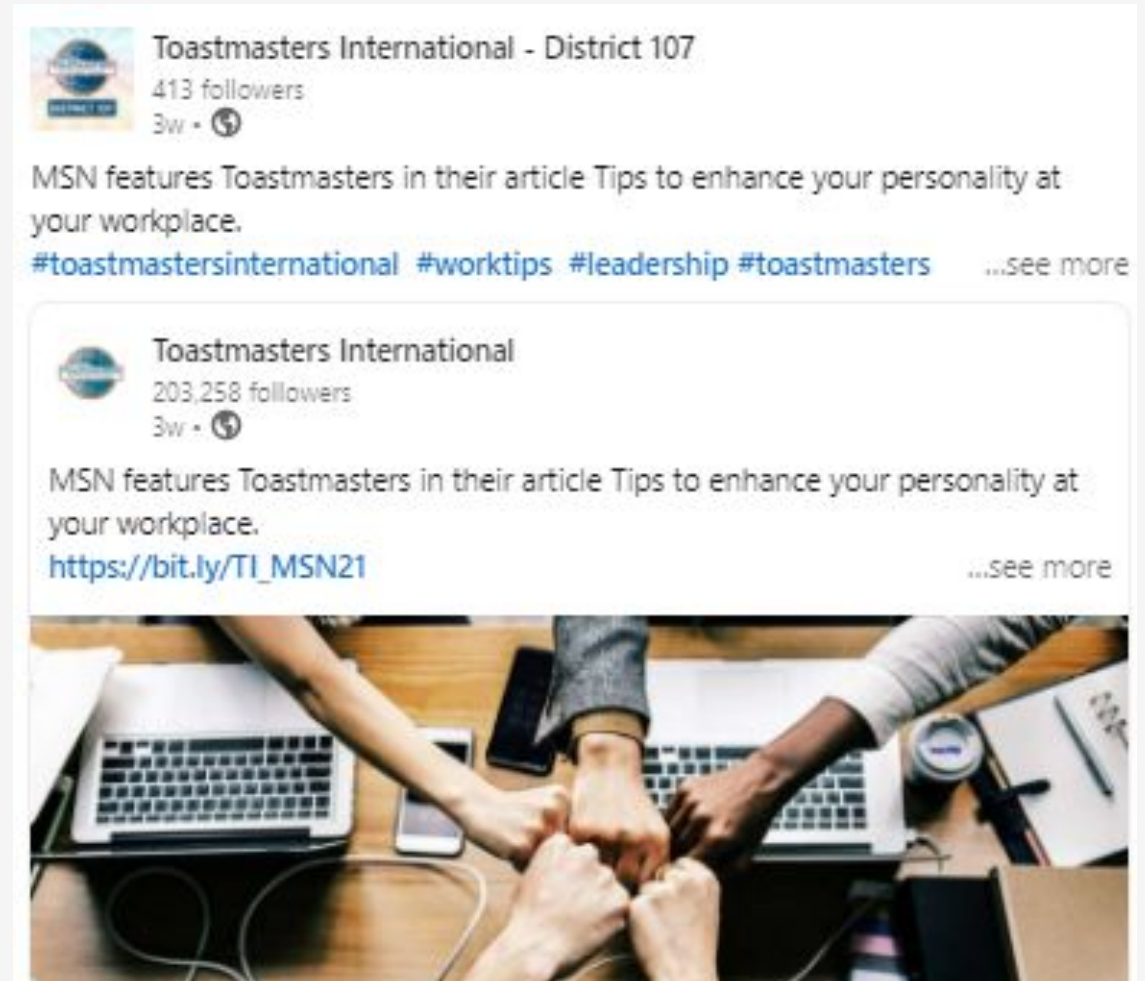 Toastmasters International - District 107
413 followers
3w •
MSN features Toastmasters in their article Tips to enhance your personality at
your workplace.
#toastmastersinternational #worktips #leadership #toastmasters ...see more
Toastmasters International
203,258 followers
3w •
MSN features Toastmasters in their article Tips to enhance your personality at
your workplace.
https://bit.ly/TI_MSN21 ...see more